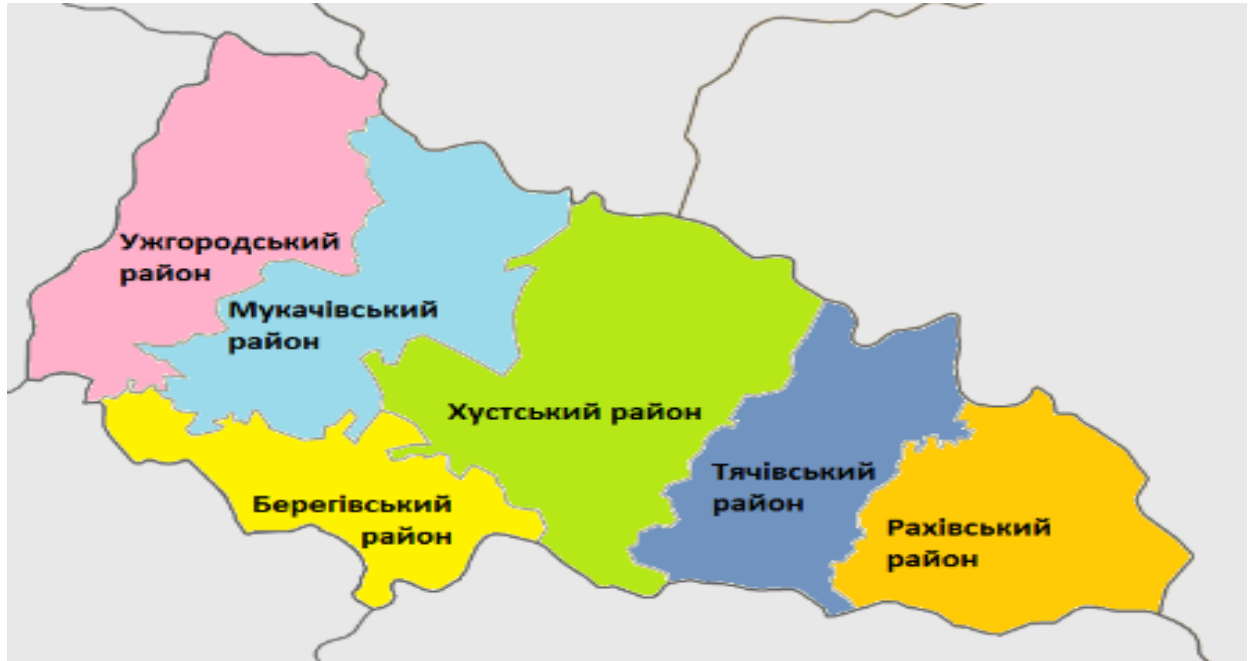 Ужгородський
район
Мукачівський
район
Хустський район
Тячівський
район
Берегівський
район
Рахівський
район